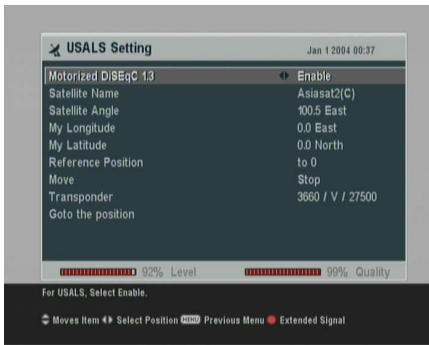 USALS Setting Jan 1 2004 00:37
Motorized DiSEqC 1.3 Enable
Satellite Name Asiasat2(C)
Satellite Angle 100.5 East
My Longitude 0.0 East
My Latitude 0.0 North
Reference Position to 0
Move Stop
Transponder 3660 / V / 27500
Goto the position
92% Level 99% Quality
For USALS, Select Enable.
Moves Item Select Position MENU Previous Menu Extended Signal